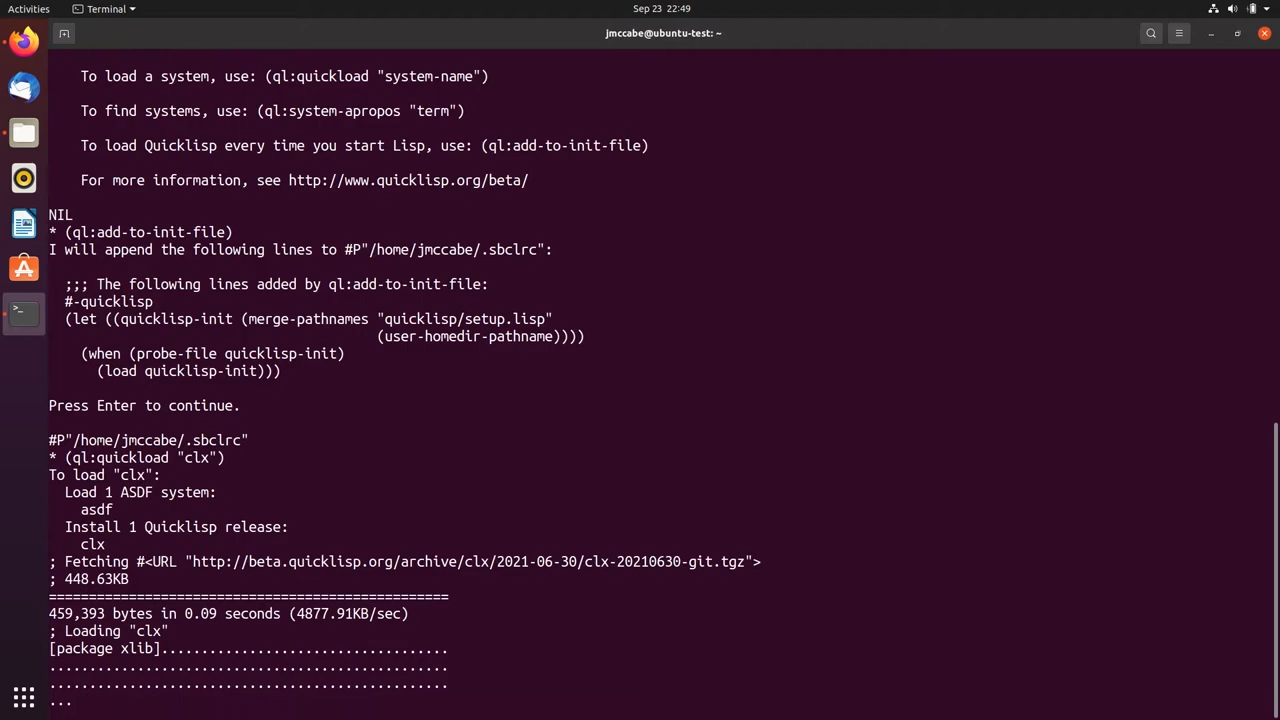 Activities
Terminal
Sep 23 22:49
jmccabe@ubuntu-test: ~
To load a system, use: (ql:quickload "system-name")
To find systems, use: (ql:system-apropos "term")
To load Quicklisp every time you start Lisp, use: (ql:add-to-init-file)
For more information, see http://www.quicklisp.org/beta/
NIL
* (ql:add-to-init-file)
I will append the following lines to #P"/home/jmccabe/.sbclrc":
;;; The following lines added by ql:add-to-init-file:
#-quicklisp
(let ((quicklisp-init (merge-pathnames "quicklisp/setup.lisp"
(user-homedir-pathname))))
(when (probe-file quicklisp-init)
(load quicklisp-init)))
Press Enter to continue.
#P"/home/jmccabe/.sbclrc"
* (ql:quickload "clx")
To load "clx":
Load 1 ASDF system:
asdf
Install 1 Quicklisp release:
clx
; Fetching #<URL "http://beta.quicklisp.org/archive/clx/2021-06-30/clx-20210630-git.tgz">
; 448.63KB
==================================================
459,393 bytes in 0.09 seconds (4877.91KB/sec)
; Loading "clx"
[package xlib]....................................
..................................................
..................................................
...
>_